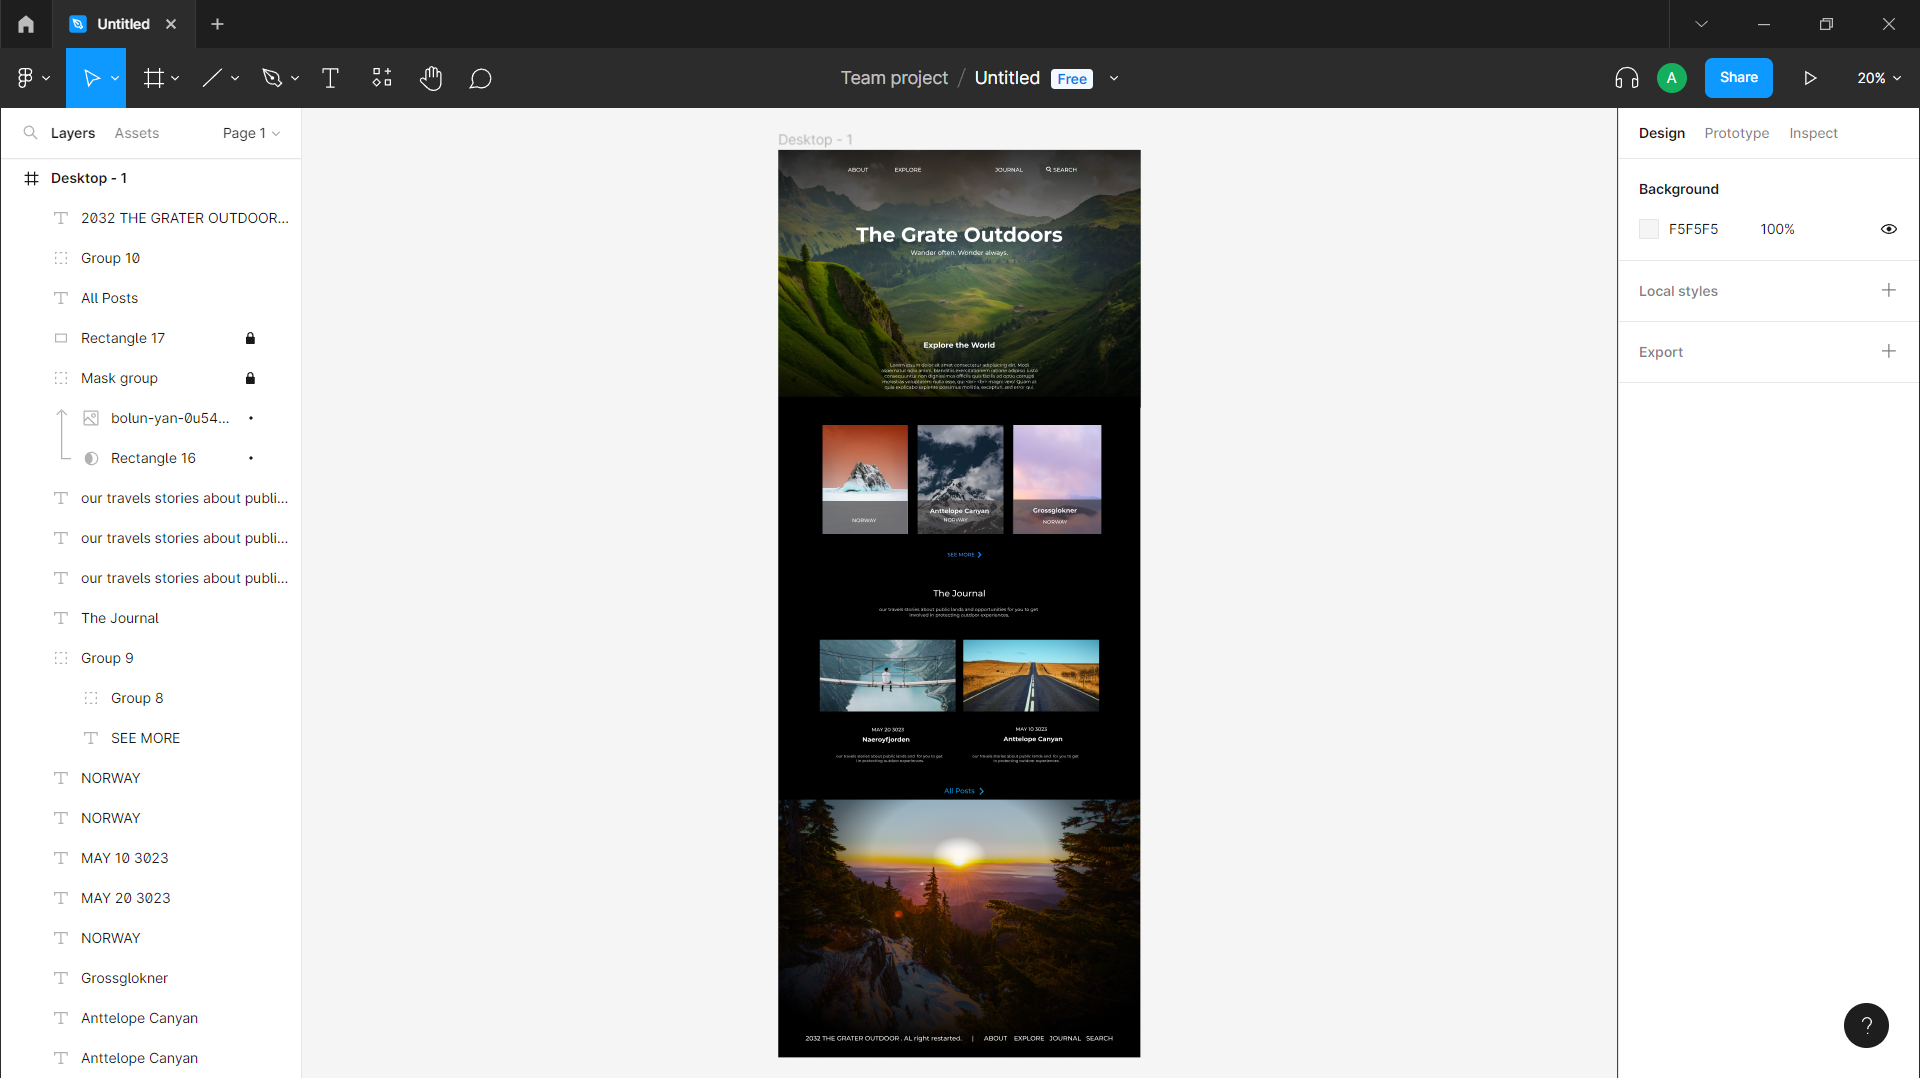 Untitled
Team project / Untitled Free
A
Share
20%
Layers
Assets
Page 1
Desktop - 1
2032 THE GRATER OUTDOOR...
Group 10
All Posts
Rectangle 17
Mask group
bolun-yan-0u54...
Rectangle 16
our travels stories about publi...
our travels stories about publi...
our travels stories about publi...
The Journal
Group 9
Group 8
SEE MORE
NORWAY
NORWAY
MAY 10 3023
MAY 20 3023
NORWAY
Grossglokner
Anttelope Canyan
Anttelope Canyan
Desktop - 1
ABOUT EXPLORE JOURNAL SEARCH
The Grate Outdoors
Wander often. Wonder always.
Explore the World
NORWAY
Anttelope Canyan
NORWAY
Grossglokner
NORWAY
SEE MORE
The Journal
our travels stories about public lands and opportunities for you to get
involved in protecting outdoor experiences.
MAY 20 3023
Naeroyfjorden
our travels stories about public lands and for you to get
in protecting outdoor experiences.
MAY 10 3023
Anttelope Canyan
our travels stories about public lands and for you to get
in protecting outdoor experiences.
All Posts
2032 THE GRATER OUTDOOR . AL right restarted. | ABOUT EXPLORE JOURNAL SEARCH
Design
Prototype
Inspect
Background
F5F5F5 100%
Local styles
Export
?